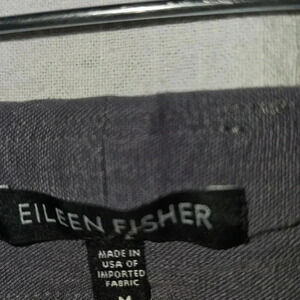 EILEEN FISHER
MADE IN
USA OF
IMPORTED
FABRIC
M